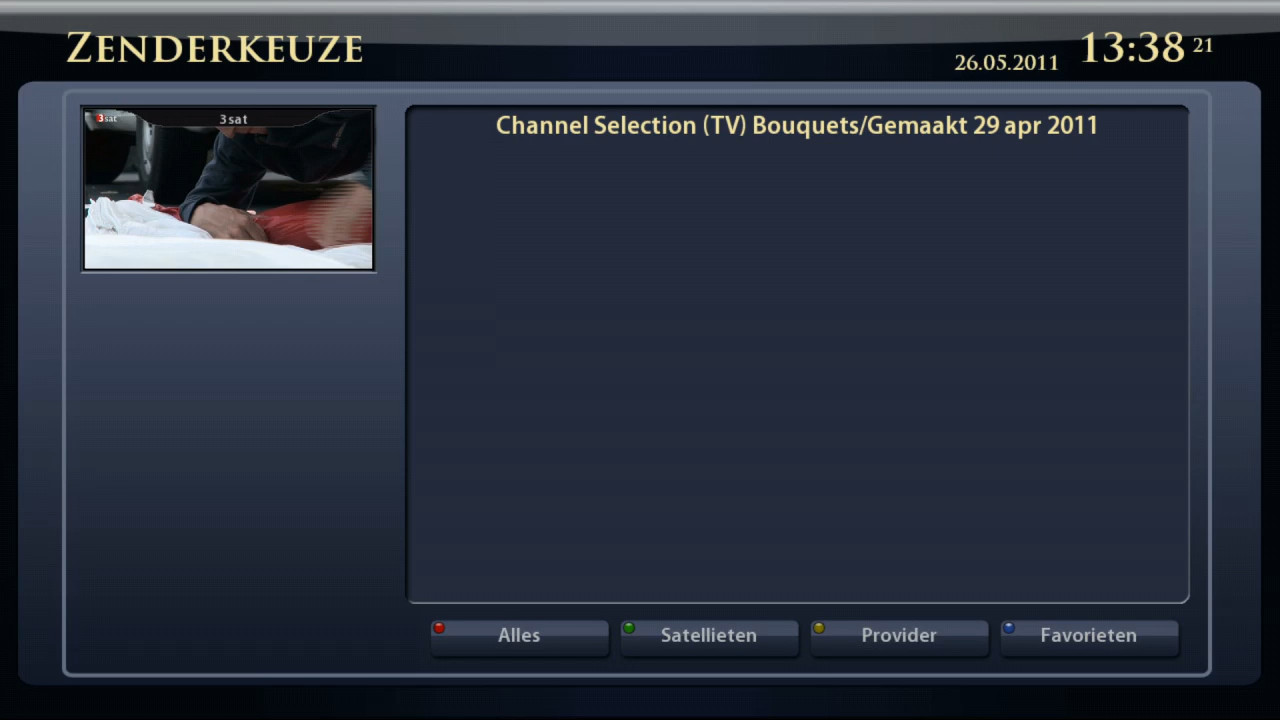 Zenderkeuze
26.05.2011 13:38 21
3sat 3sat
Channel Selection (TV) Bouquets/Gemaakt 29 apr 2011
Alles Satellieten Provider Favorieten